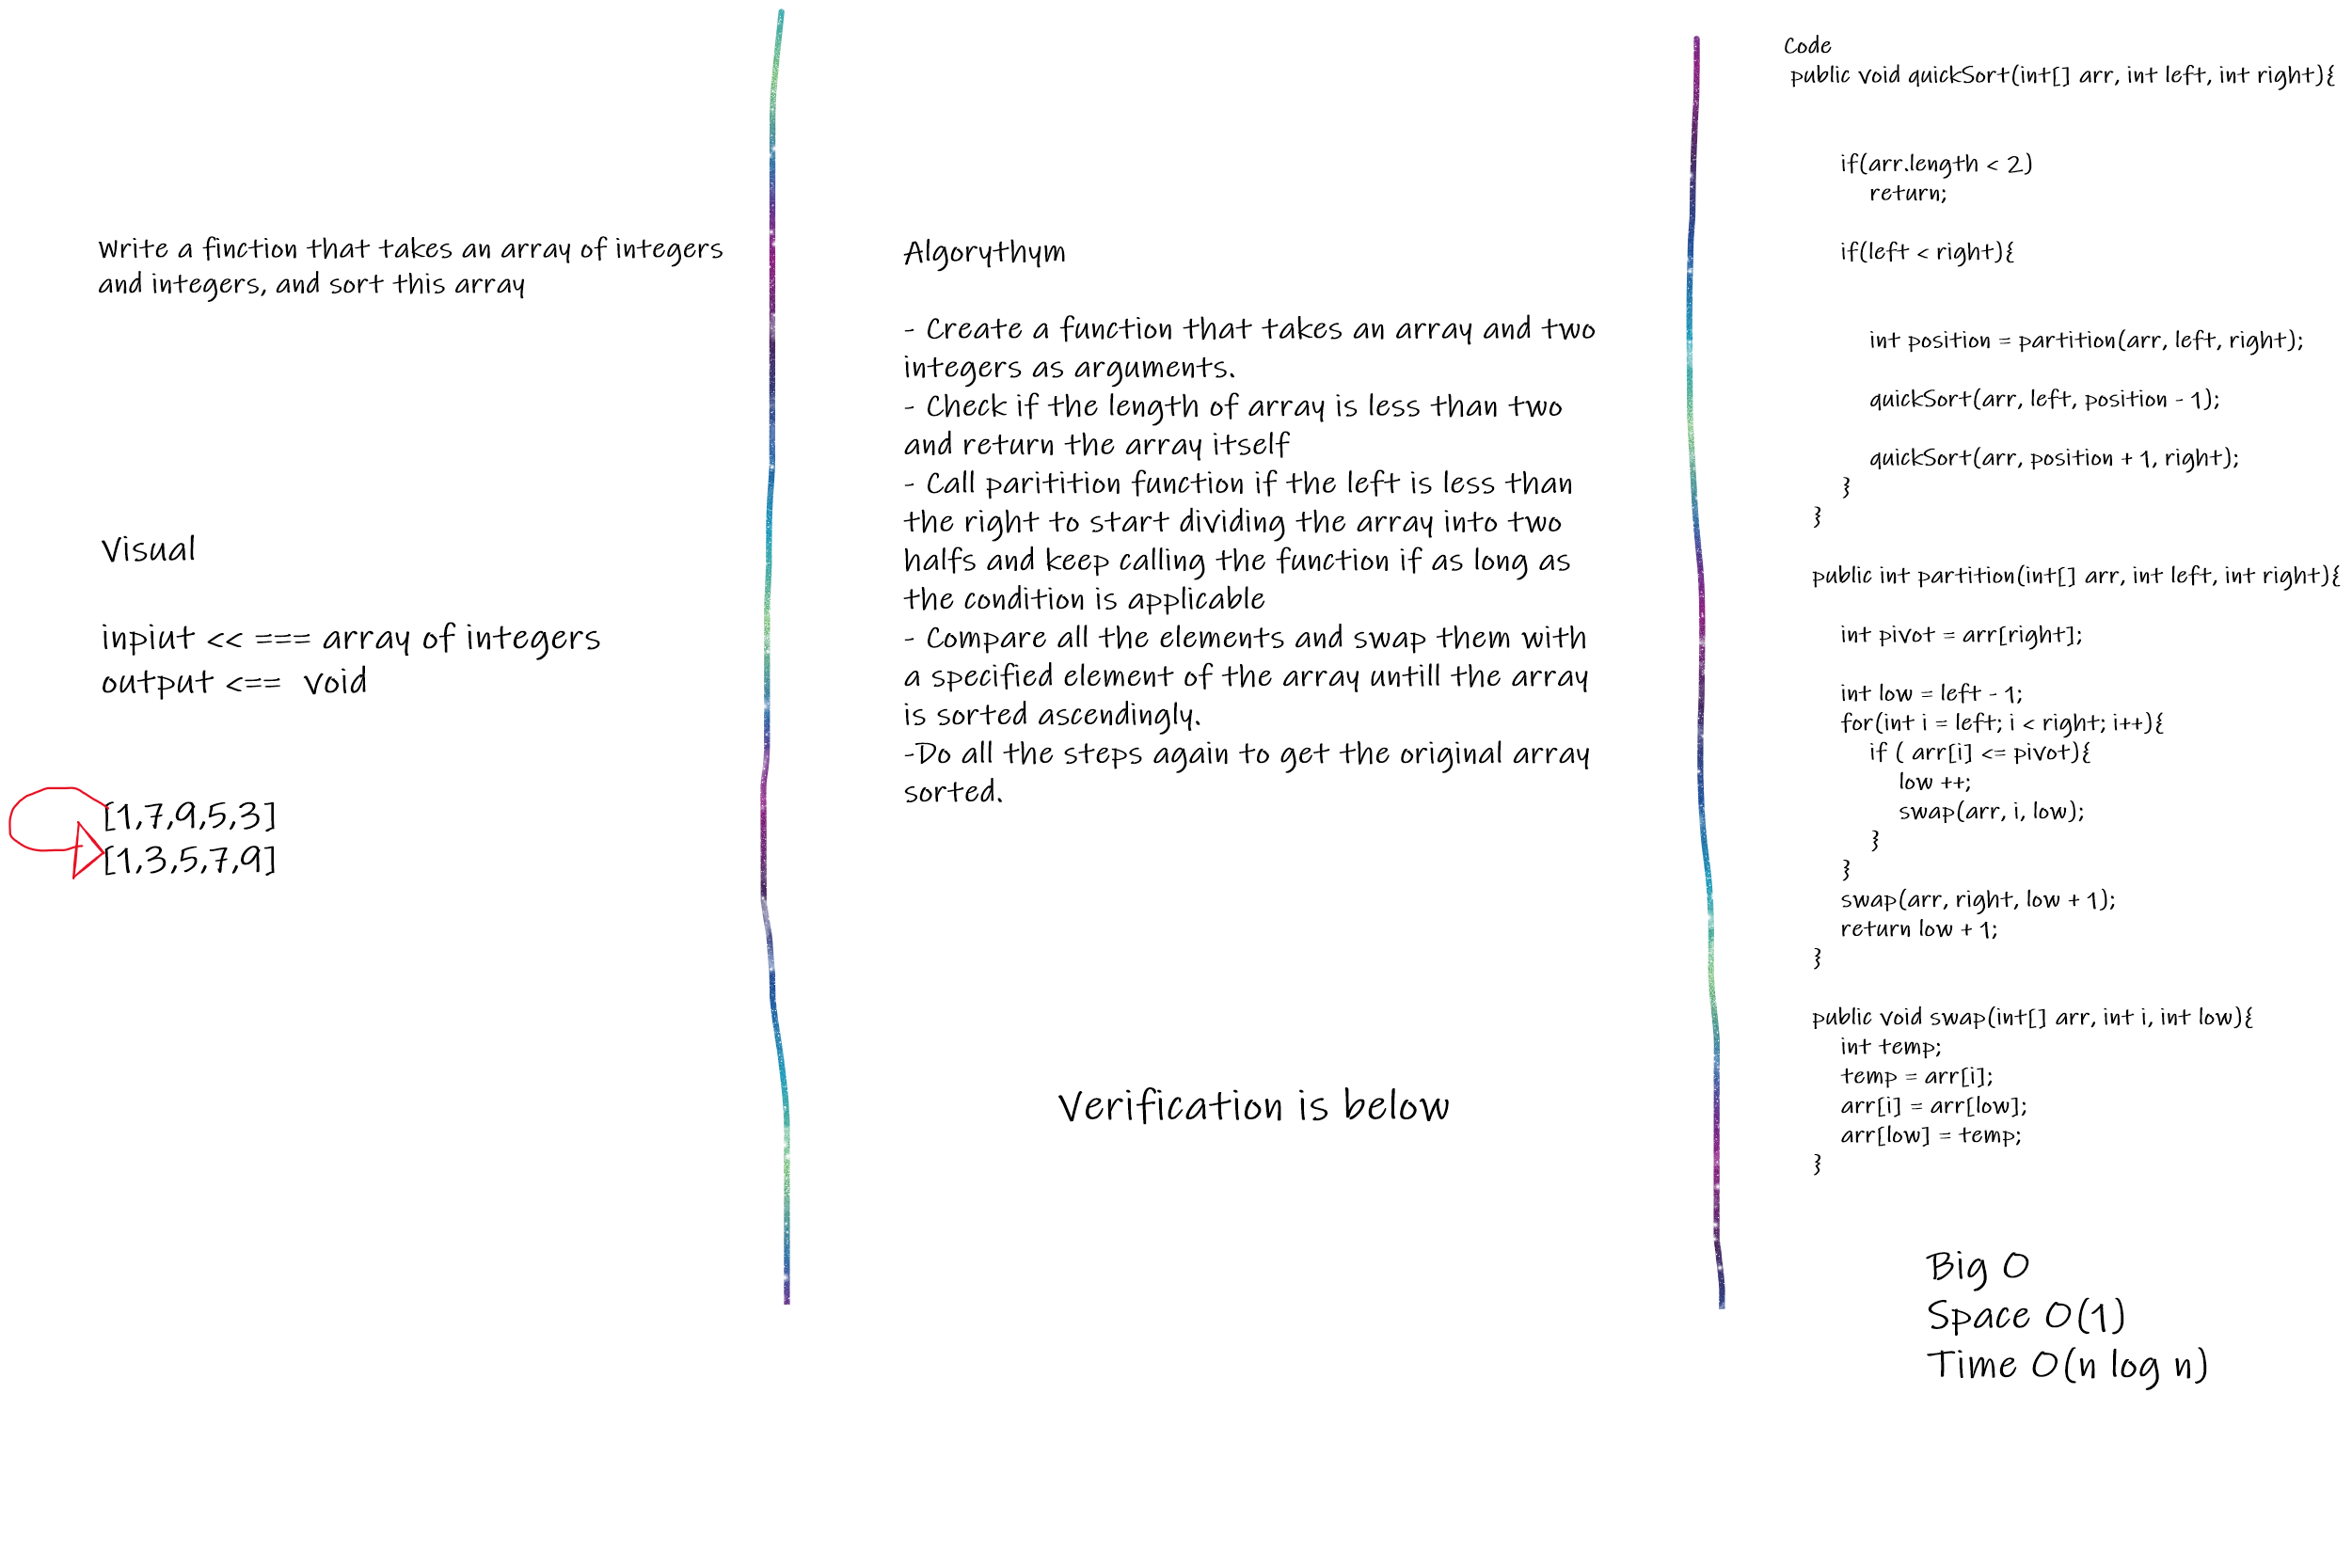 Write a finction that takes an array of integers
and integers, and sort this array
Visual
inpiut << === array of integers
output <== void
[1,7,9,5,3]
[1,3,5,7,9]
Algorythym
- Create a function that takes an array and two
integers as arguments.
- Check if the length of array is less than two
and return the array itself
- Call paritition function if the left is less than
the right to start dividing the array into two
halfs and keep calling the function if as long as
the condition is applicable
- Compare all the elements and swap them with
a specified element of the array untill the array
is sorted ascendingly.
-Do all the steps again to get the original array
sorted.
Verification is below
Code
public void quickSort(int[] arr, int left, int right){
if(arr.length < 2)
return;
if(left < right){
int position = partition(arr, left, right);
quickSort(arr, left, position - 1);
quickSort(arr, position + 1, right);
}
}
public int partition(int[] arr, int left, int right){
int pivot = arr[right];
int low = left - 1;
for(int i = left; i < right; i++){
if ( arr[i] <= pivot){
low ++;
swap(arr, i, low);
}
}
swap(arr, right, low + 1);
return low + 1;
}
public void swap(int[] arr, int i, int low){
int temp;
temp = arr[i];
arr[i] = arr[low];
arr[low] = temp;
}
Big O
Space O(1)
Time O(n log n)